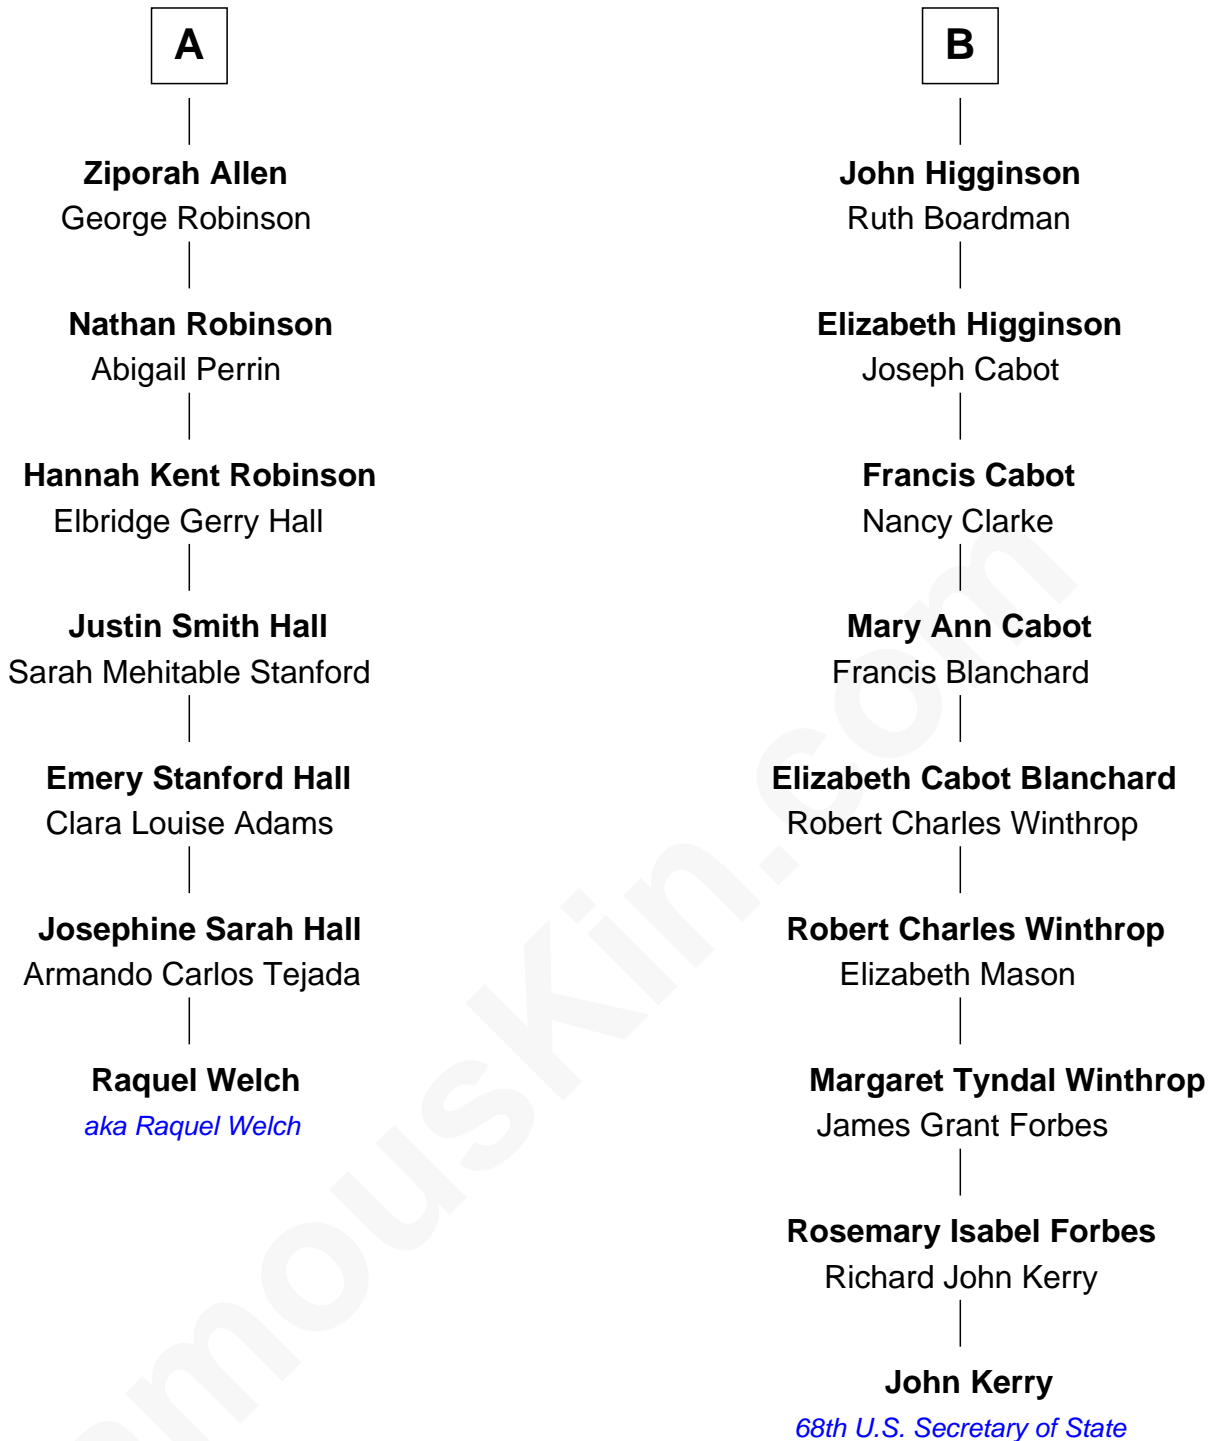 A
Ziporah Allen
George Robinson
Nathan Robinson
Abigail Perrin
Hannah Kent Robinson
Elbridge Gerry Hall
Justin Smith Hall
Sarah Mehitable Stanford
Emery Stanford Hall
Clara Louise Adams
Josephine Sarah Hall
Armando Carlos Tejada
Raquel Welch
aka Raquel Welch
B
John Higginson
Ruth Boardman
Elizabeth Higginson
Joseph Cabot
Francis Cabot
Nancy Clarke
Mary Ann Cabot
Francis Blanchard
Elizabeth Cabot Blanchard
Robert Charles Winthrop
Robert Charles Winthrop
Elizabeth Mason
Margaret Tyndal Winthrop
James Grant Forbes
Rosemary Isabel Forbes
Richard John Kerry
John Kerry
68th U.S. Secretary of State
amousKin.com